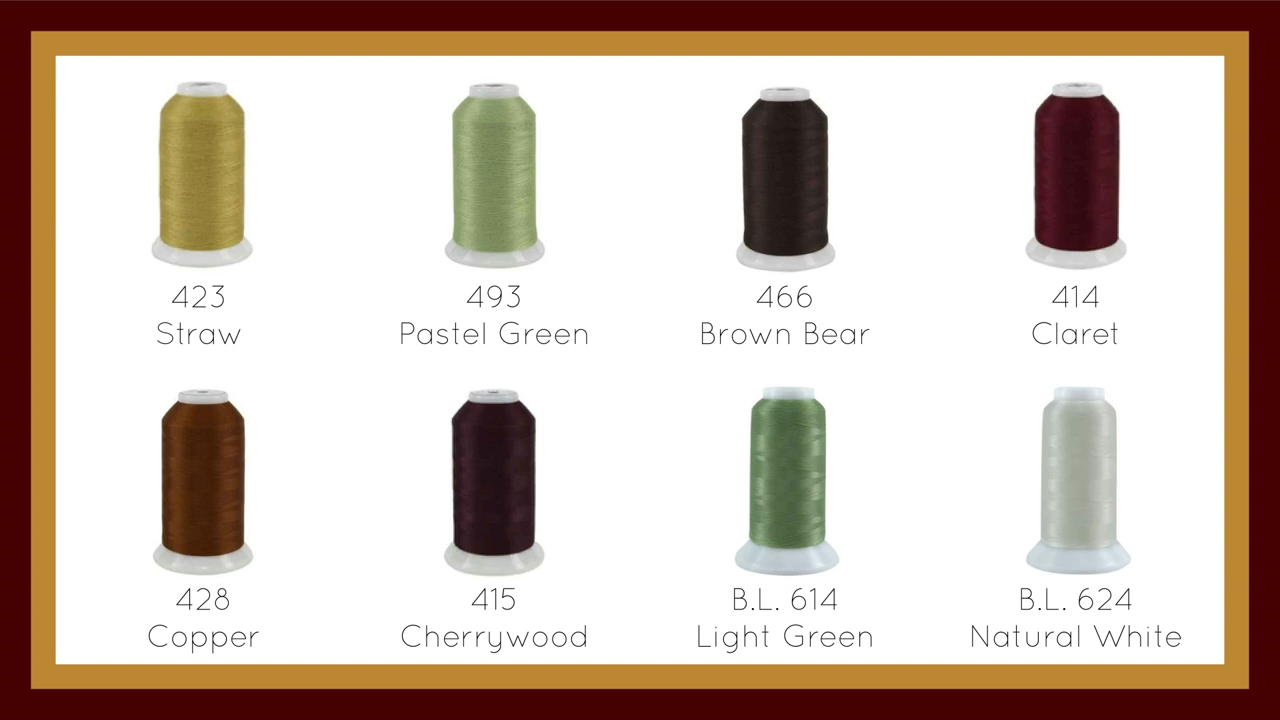 423
Straw
493
Pastel Green
466
Brown Bear
414
Claret
428
Copper
415
Cherrywood
B.L. 614
Light Green
B.L. 624
Natural White